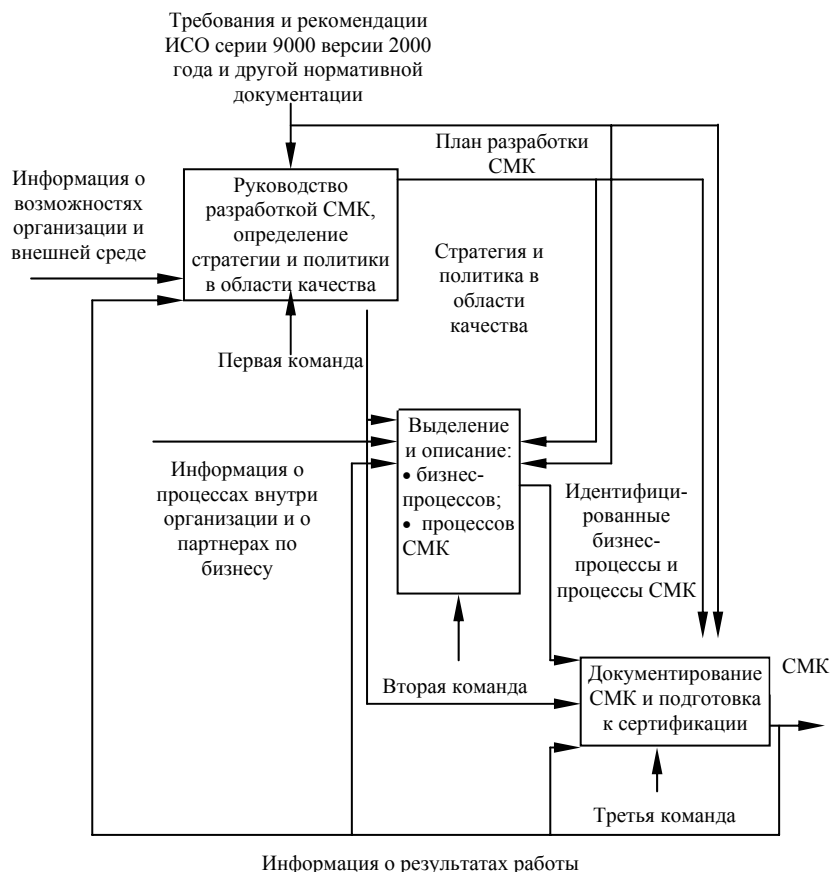 Требования и рекомендации
ИСО серии 9000 версии 2000
года и другой нормативной
документации
План разработки
СМК
Информация о
возможностях
организации и
внешней среде
Руководство
разработкой СМК,
определение
стратегии и политики
в области качества
Стратегия и
политика в
области
качества
Первая команда
Выделение
и описание:
• бизнес-
процессов;
• процессов
СМК
Информация о
процессах внутри
организации и о
партнерах по
бизнесу
Идентифици-
рованные
бизнес-
процессы и
процессы СМК
Вторая команда
Документирование
СМК и подготовка
к сертификации
СМК
Третья команда
Информация о результатах работы